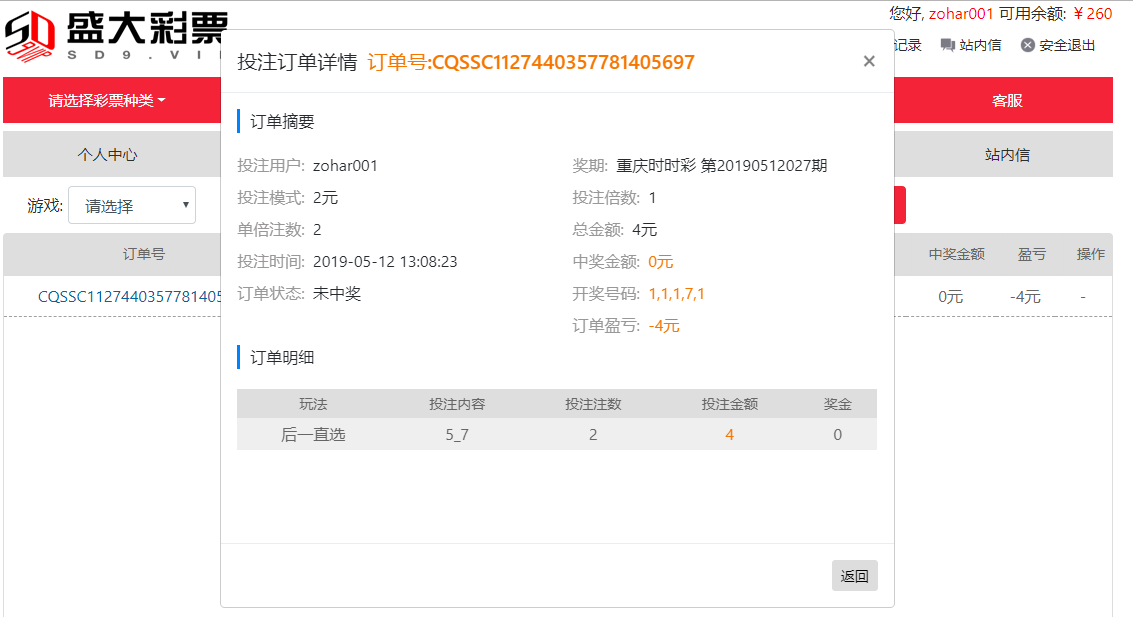 盛大彩票
SD9.VI
您好, zohar001 可用余额: ￥260
记录 站内信 安全退出
请选择彩票种类
客服
个人中心
站内信
游戏: 请选择
订单号 中奖金额 盈亏 操作
CQSSC1127440357781405 0元 -4元 -
投注订单详情 订单号:CQSSC1127440357781405697 ×
订单摘要
投注用户: zohar001 奖期: 重庆时时彩 第20190512027期
投注模式: 2元 投注倍数: 1
单倍注数: 2 总金额: 4元
投注时间: 2019-05-12 13:08:23 中奖金额: 0元
订单状态: 未中奖 开奖号码: 1,1,1,7,1
订单盈亏: -4元
订单明细
玩法 投注内容 投注注数 投注金额 奖金
后一直选 5_7 2 4 0
返回